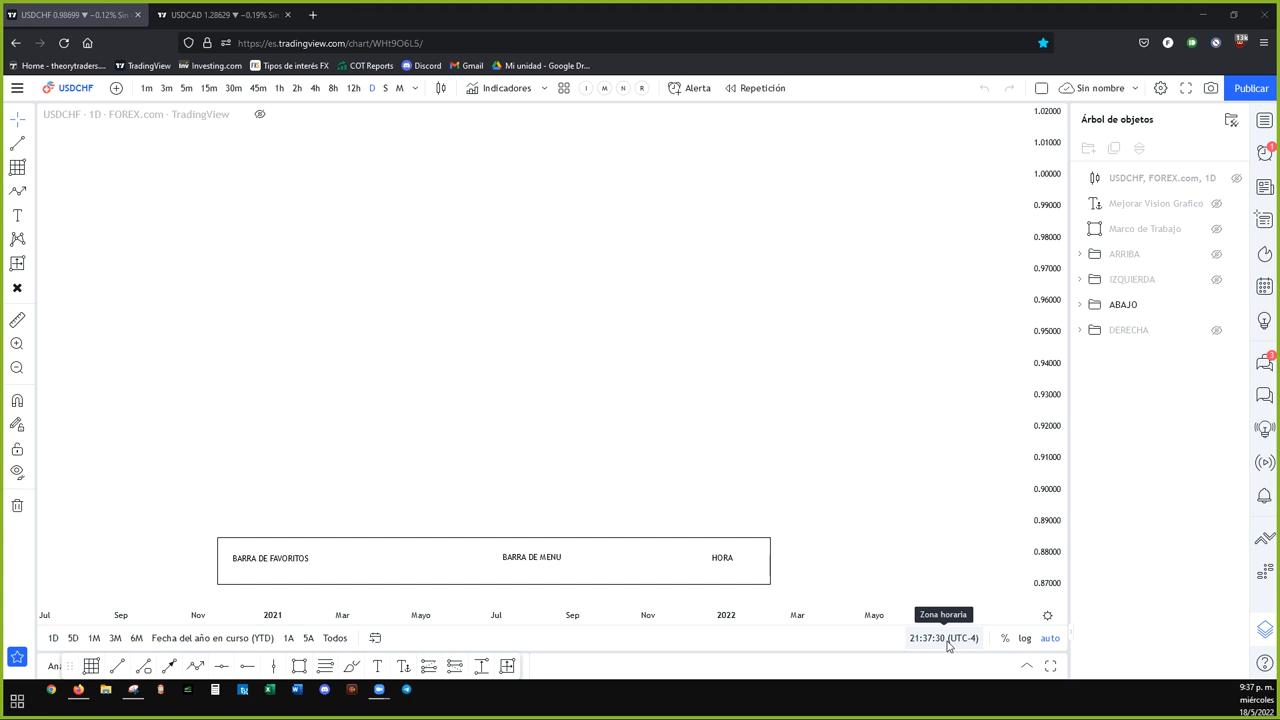 USDCHF 0.98699 ▼ −0.12% Sin
USDCAD 1.28629 ▼ −0.19% Sin
https://es.tradingview.com/chart/WHt9O6L5/
13k
Home - theorytraders....
TradingView
Investing.com
Tipos de interés FX
COT Reports
Discord
Gmail
Mi unidad - Google Dr...
USDCHF
1m 3m 5m 15m 30m 45m 1h 2h 4h 8h 12h D S M
Indicadores
I M N R
Alerta
Repetición
Sin nombre
Publicar
USDCHF · 1D · FOREX.com · TradingView
Árbol de objetos
USDCHF, FOREX.com, 1D
Mejorar Vision Grafico
Marco de Trabajo
ARRIBA
IZQUIERDA
ABAJO
DERECHA
1
3
1.02000
1.01000
1.00000
0.99000
0.98000
0.97000
0.96000
0.95000
0.94000
0.93000
0.92000
0.91000
0.90000
0.89000
0.88000
0.87000
BARRA DE FAVORITOS
BARRA DE MENU
HORA
Jul Sep Nov 2021 Mar Mayo Jul Sep Nov 2022 Mar Mayo
Zona horaria
1D 5D 1M 3M 6M Fecha del año en curso (YTD) 1A 5A Todos
21:37:30 (UTC-4)
% log auto
9:37 p. m.
miércoles
18/5/2022